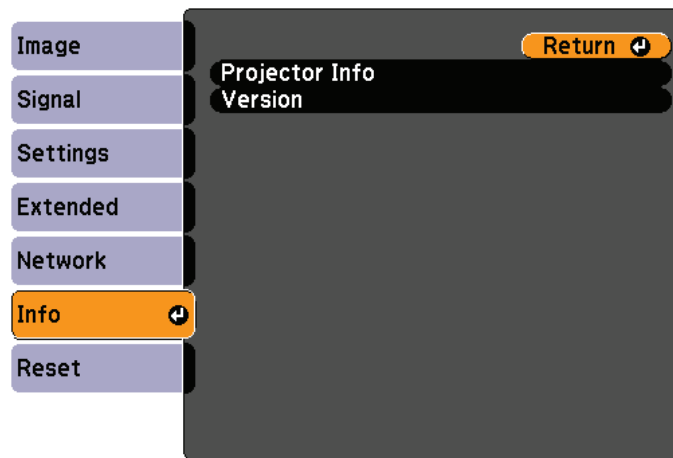 Image
Signal
Settings
Extended
Network
Info
Reset
Return
Projector Info
Version